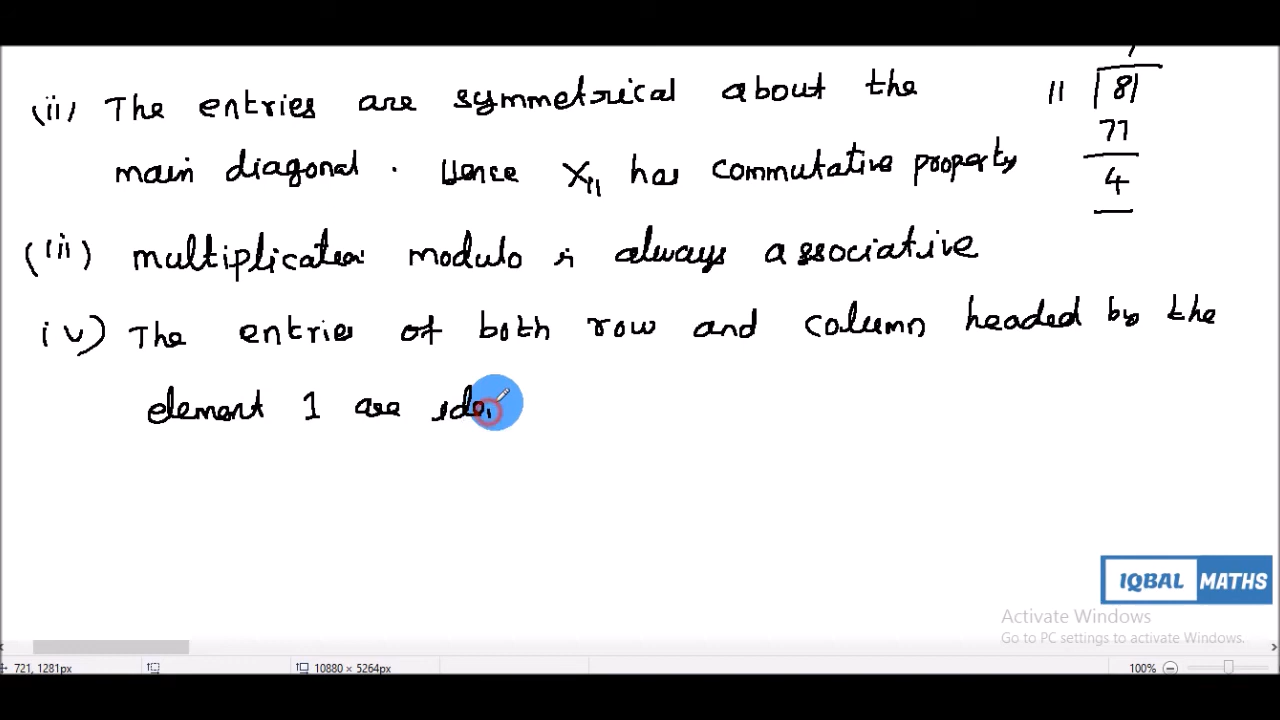 (ii) The entries are symmetrical about the
main diagonal. Hence X11 has commutative property
11 81
77
4
(iii) multiplication modulo is always associative
iv) The entries of both row and column headed by the
element 1 are iden
IQBAL MATHS
Activate Windows
Go to PC settings to activate Windows.
721, 1281px 10880 × 5264px 100%